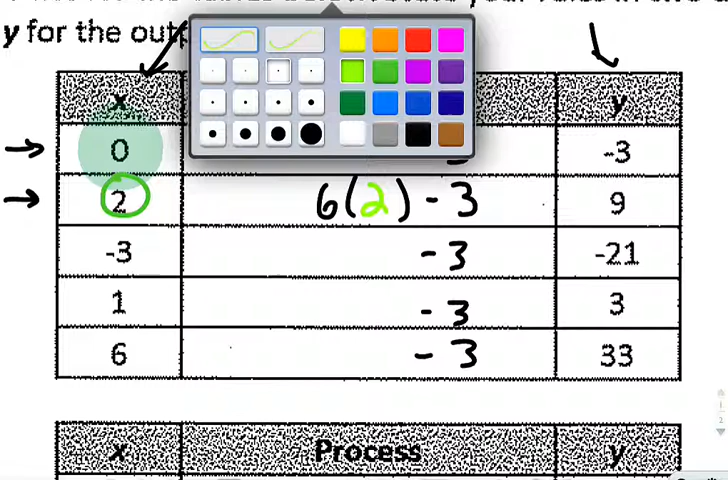 y for the
x y
0 -3
2 6(2) - 3 9
-3 - 3 -21
1 - 3 3
6 - 3 33
x Process y